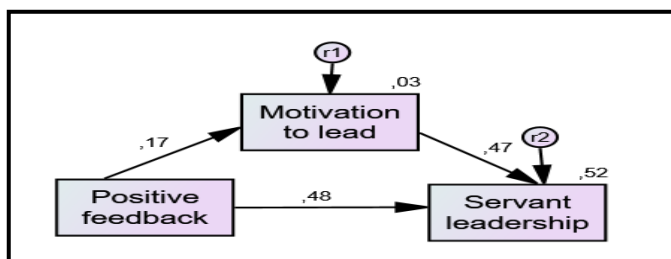 r1
,03
Motivation
to lead
,17
,47
r2
,52
Positive
feedback
,48
Servant
leadership